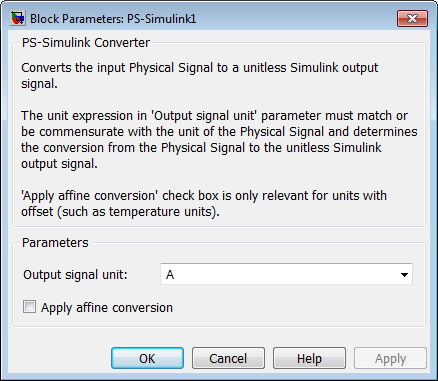 Block Parameters: PS-Simulink1
PS-Simulink Converter
Converts the input Physical Signal to a unitless Simulink output
signal.
The unit expression in 'Output signal unit' parameter must match or
be commensurate with the unit of the Physical Signal and determines
the conversion from the Physical Signal to the unitless Simulink
output signal.
'Apply affine conversion' check box is only relevant for units with
offset (such as temperature units).
Parameters
Output signal unit: A
Apply affine conversion
OK Cancel Help Apply